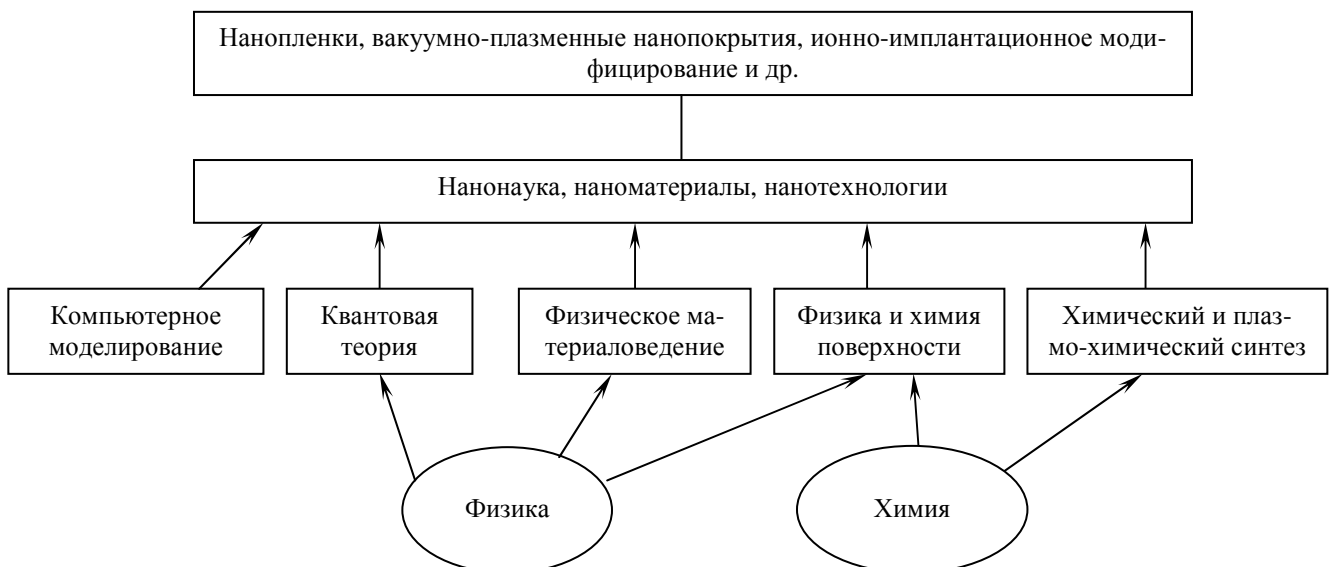 Нанопленки, вакуумно-плазменные нанопокрытия, ионно-имплантационное моди-
фицирование и др.
Нанонаука, наноматериалы, нанотехнологии
Компьютерное
моделирование
Квантовая
теория
Физическое ма-
териаловедение
Физика и химия
поверхности
Химический и плаз-
мо-химический синтез
Физика
Химия